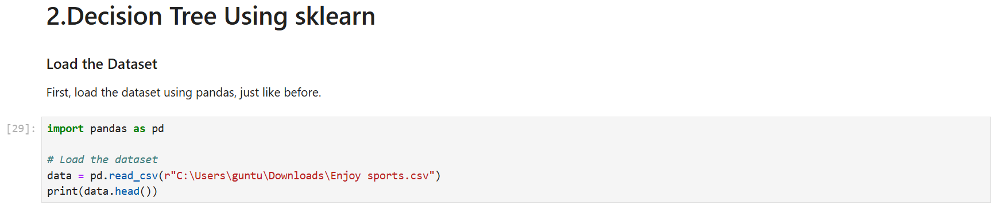 2.Decision Tree Using sklearn
Load the Dataset
First, load the dataset using pandas, just like before.
[29]:
import pandas as pd
# Load the dataset
data = pd.read_csv(r"C:\Users\guntu\Downloads\Enjoy sports.csv")
print(data.head())